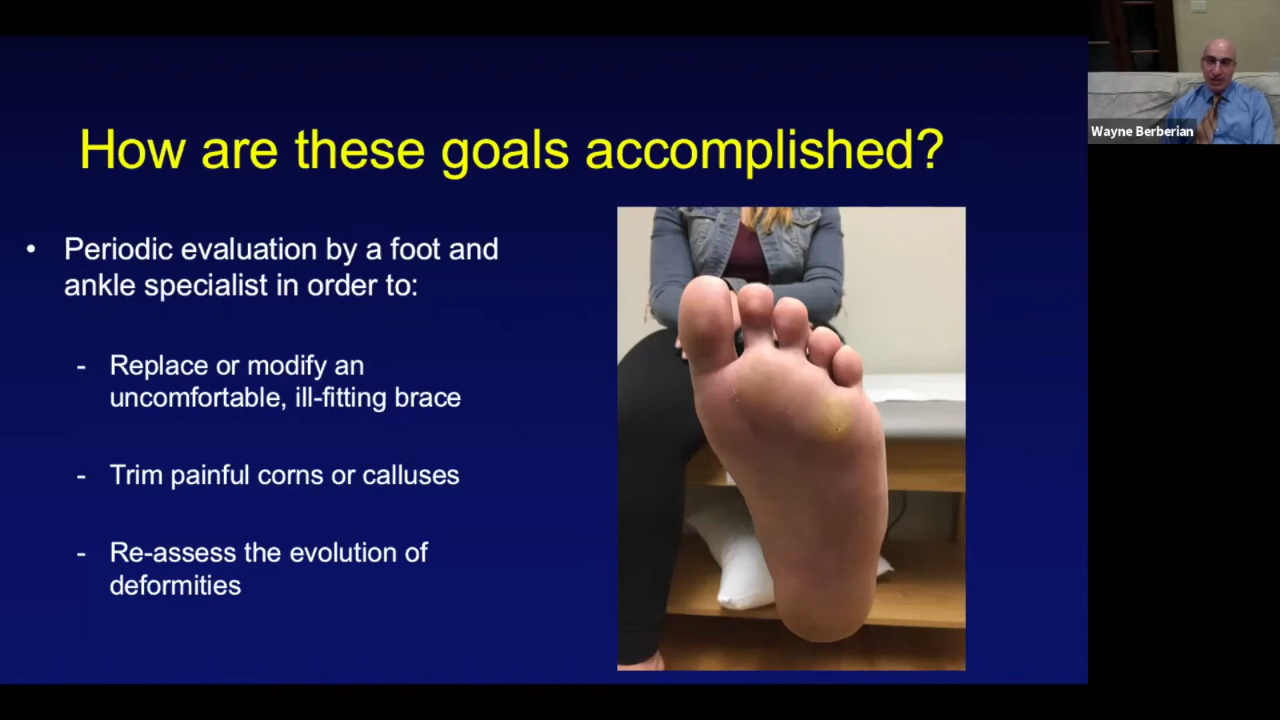 How are these goals accomplished?
• Periodic evaluation by a foot and
ankle specialist in order to:
- Replace or modify an
uncomfortable, ill-fitting brace
- Trim painful corns or calluses
- Re-assess the evolution of
deformities
Wayne Berberian